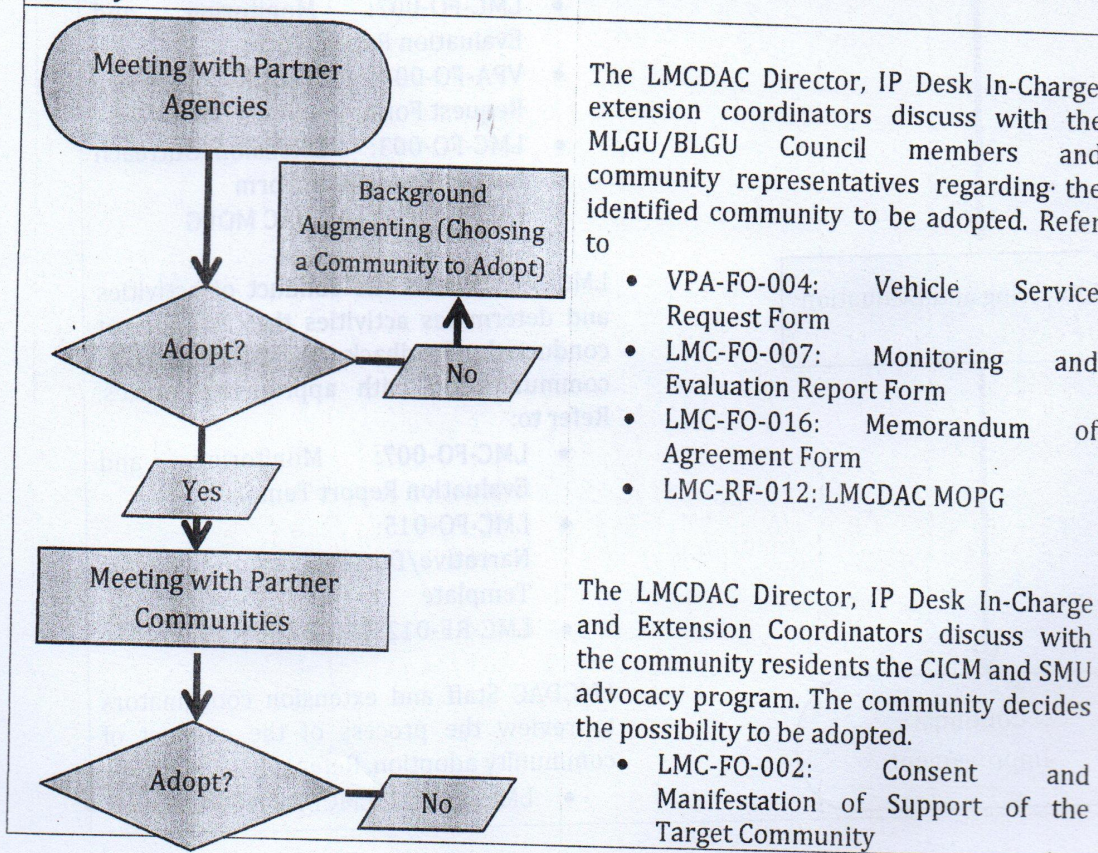 Meeting with Partner
Agencies
Background
Augmenting (Choosing
a Community to Adopt)
Adopt?
No
Yes
Meeting with Partner
Communities
Adopt?
No
The LMCDAC Director, IP Desk In-Charge
extension coordinators discuss with the
MLGU/BLGU Council members and
community representatives regarding the
identified community to be adopted. Refer
to
• VPA-FO-004: Vehicle Service
Request Form
• LMC-FO-007: Monitoring and
Evaluation Report Form
• LMC-FO-016: Memorandum of
Agreement Form
• LMC-RF-012: LMCDAC MOPG
The LMCDAC Director, IP Desk In-Charge
and Extension Coordinators discuss with
the community residents the CICM and SMU
advocacy program. The community decides
the possibility to be adopted.
• LMC-FO-002: Consent and
Manifestation of Support of the
Target Community